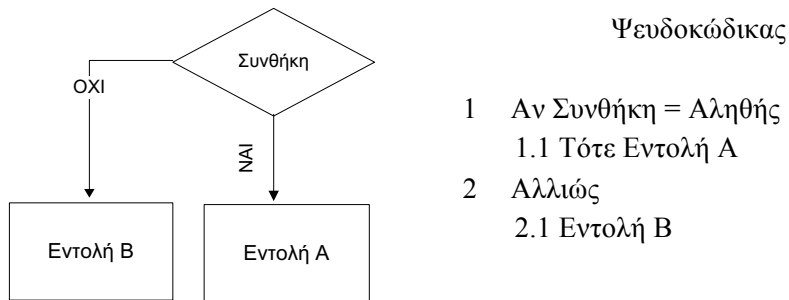 Συνθήκη
ΟΧΙ
ΝΑΙ
Εντολή Β
Εντολή Α
Ψευδοκώδικας
1 Αν Συνθήκη = Αληθής
1.1 Τότε Εντολή Α
2 Αλλιώς
2.1 Εντολή Β